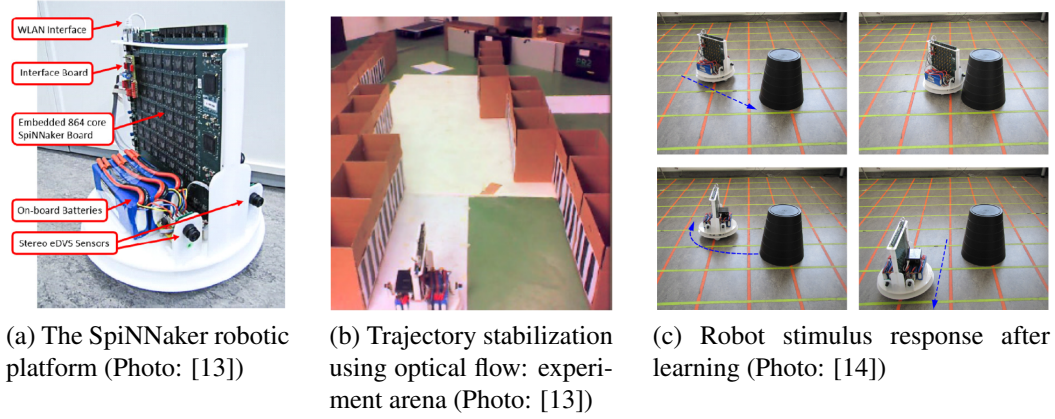 WLAN Interface
Interface Board
Embedded 864 core
SpiNNaker Board
On-board Batteries
Stereo eDVS Sensors
PB2
(a) The SpiNNaker robotic
platform (Photo: [13])
(b) Trajectory stabilization
using optical flow: experi-
ment arena (Photo: [13])
(c) Robot stimulus response after
learning (Photo: [14])